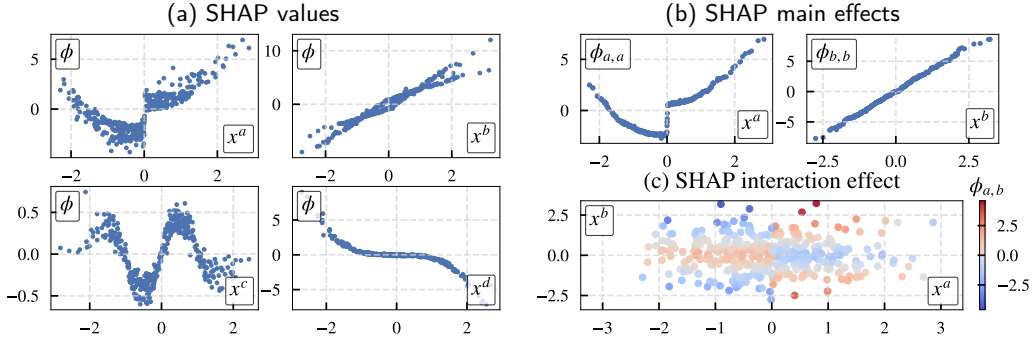 (a) SHAP values
(b) SHAP main effects
5
0
ϕ
x^a
−2
0
2
10
0
ϕ
x^b
−2
0
2
5
0
ϕ_{a,a}
x^a
−2
0
2
5
0
−5
ϕ_{b,b}
x^b
−2.5
0.0
2.5
0.5
0.0
−0.5
ϕ
x^c
−2
0
2
5
0
−5
ϕ
x^d
−2
0
2
(c) SHAP interaction effect
ϕ_{a,b}
2.5
0.0
−2.5
x^b
x^a
−3
−2
−1
0
1
2
3
2.5
0.0
−2.5